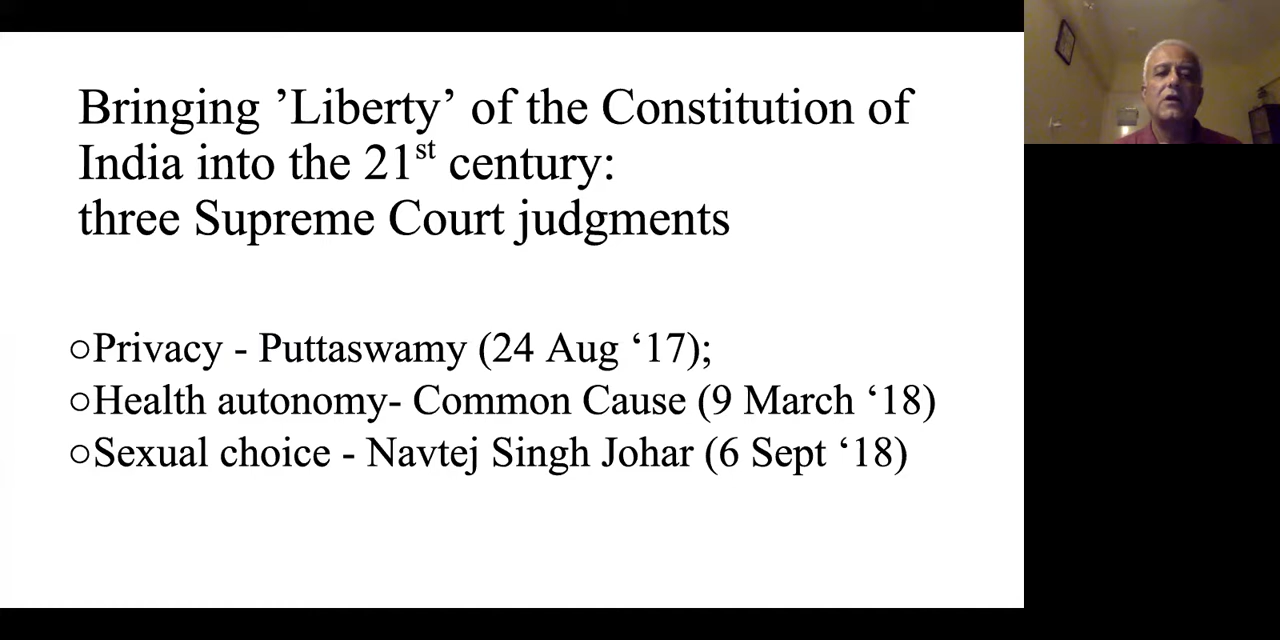 Bringing ’Liberty’ of the Constitution of
India into the 21st century:
three Supreme Court judgments
○Privacy - Puttaswamy (24 Aug ‘17);
○Health autonomy- Common Cause (9 March ‘18)
○Sexual choice - Navtej Singh Johar (6 Sept ‘18)